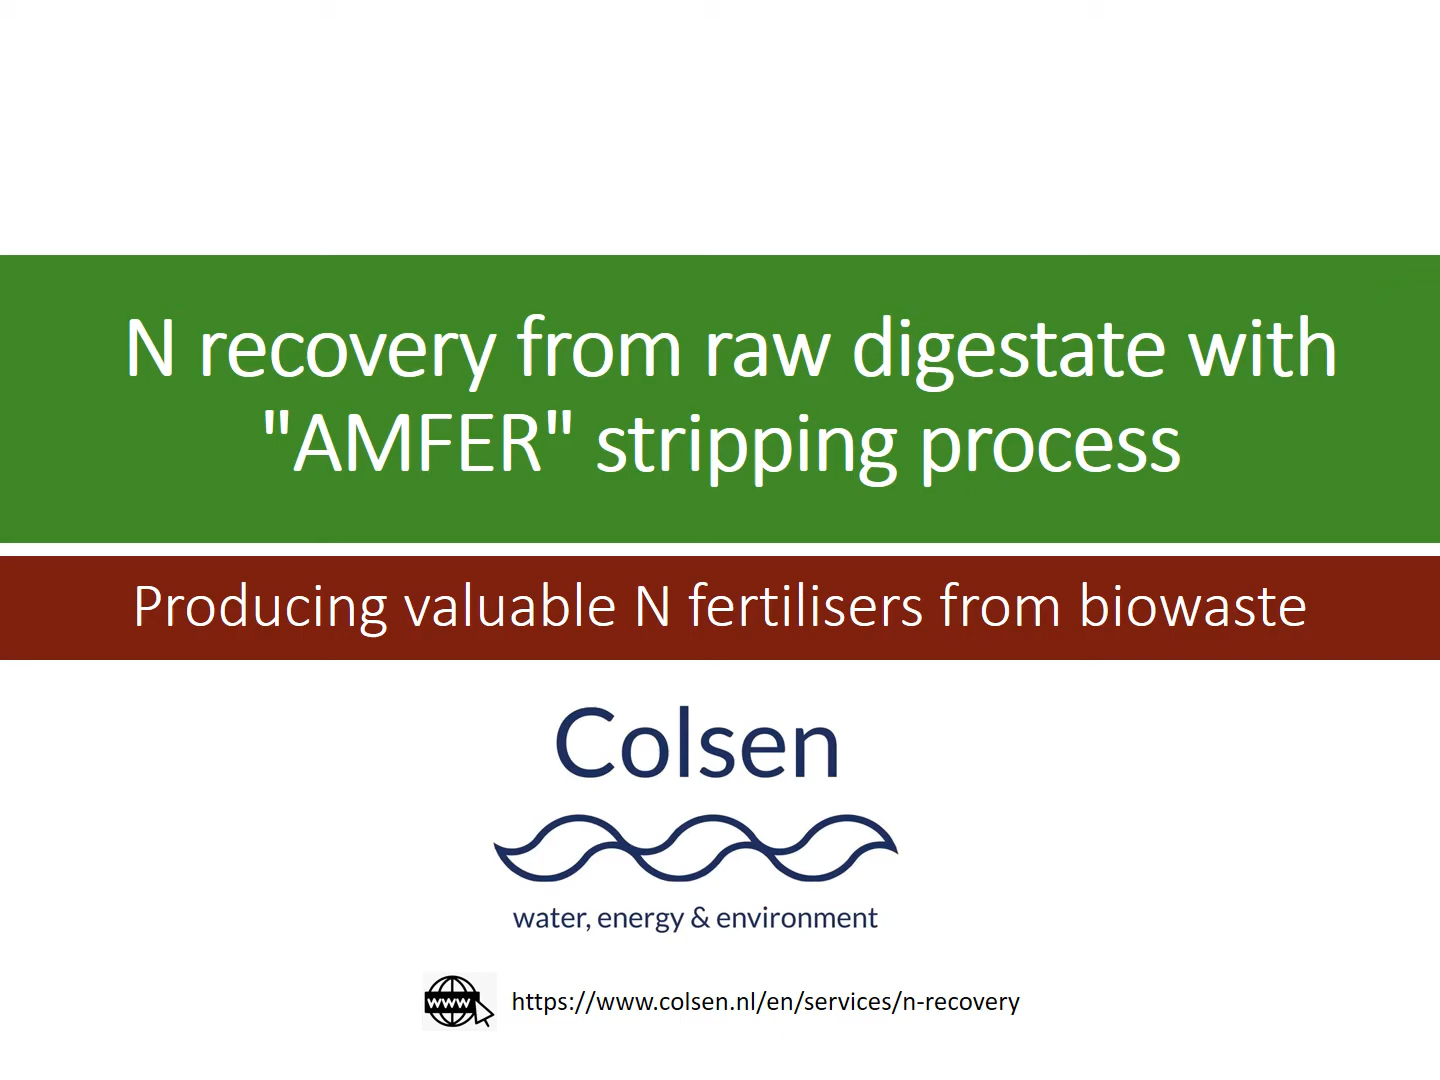 N recovery from raw digestate with
"AMFER" stripping process
Producing valuable N fertilisers from biowaste
Colsen
water, energy & environment
www
https://www.colsen.nl/en/services/n-recovery